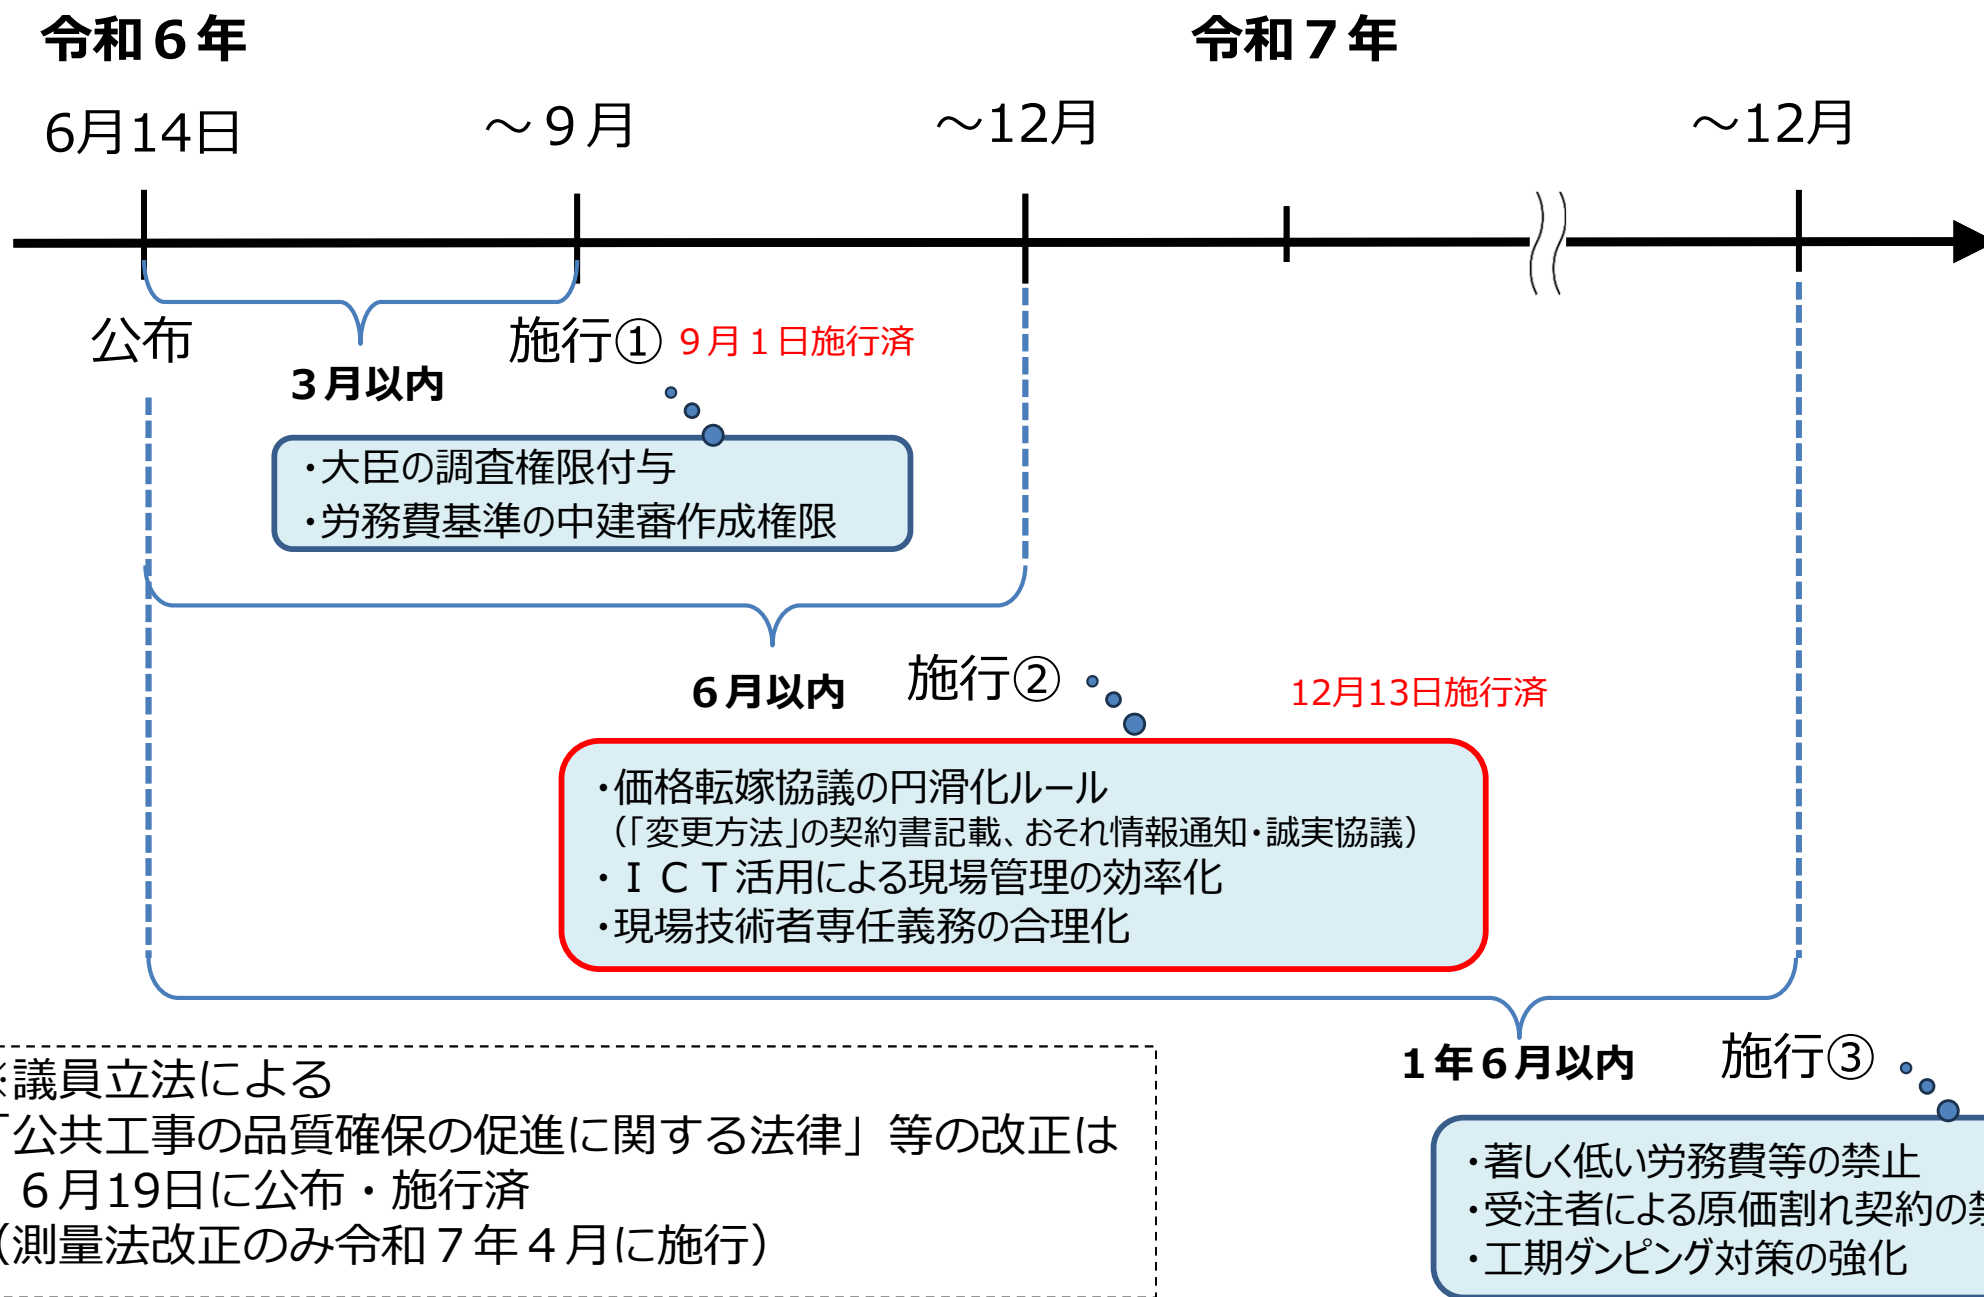 令和６年
令和７年
6月14日
～９月
～12月
～12月
公布
施行①
９月１日施行済
３月以内
・大臣の調査権限付与
・労務費基準の中建審作成権限
施行②
12月13日施行済
６月以内
・価格転嫁協議の円滑化ルール
（「変更方法」の契約書記載、おそれ情報通知・誠実協議）
・ＩＣＴ活用による現場管理の効率化
・現場技術者専任義務の合理化
１年６月以内
施行③
・著しく低い労務費等の禁止
・受注者による原価割れ契約の禁
・工期ダンピング対策の強化
※議員立法による
「公共工事の品質確保の促進に関する法律」等の改正は
６月19日に公布・施行済
（測量法改正のみ令和７年４月に施行）